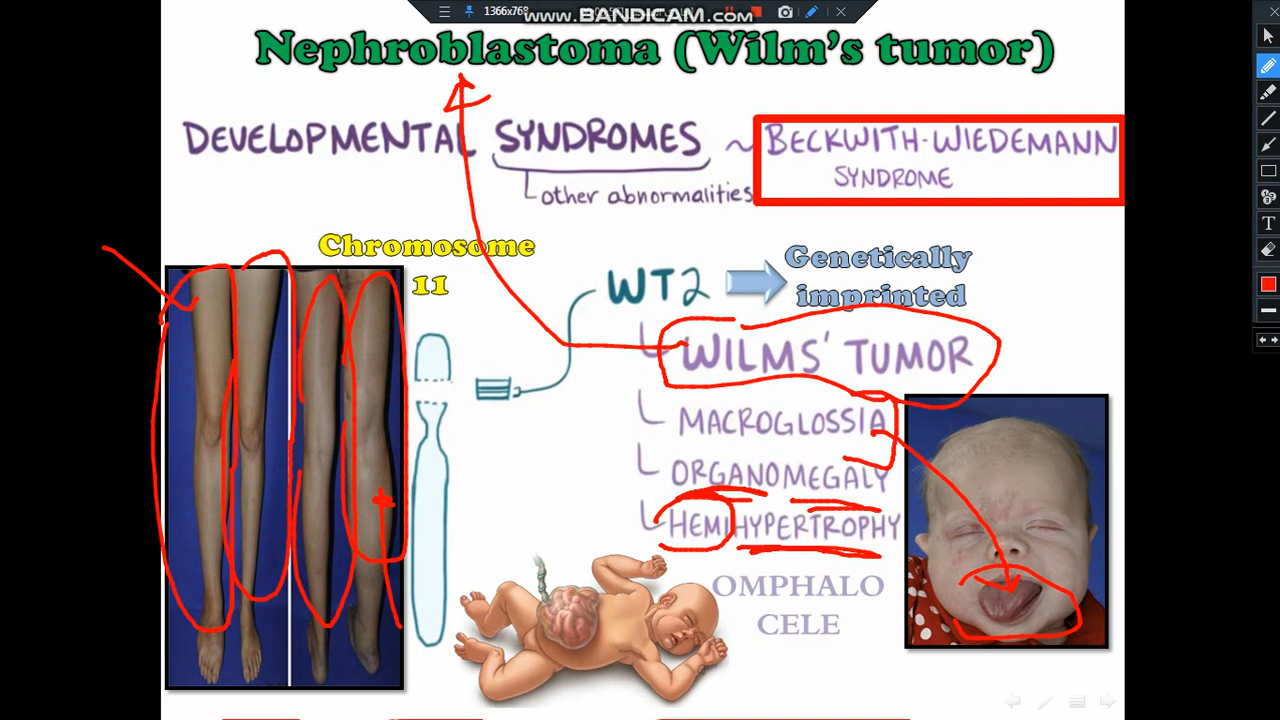 1366x768
www.BANDICAM.com
Nephroblastoma (Wilm's tumor)
DEVELOPMENTAL SYNDROMES ~ BECKWITH-WIEDEMANN
SYNDROME
other abnormalities
Chromosome
11
WT2
Genetically
imprinted
WILMS' TUMOR
MACROGLOSSIA
ORGANOMEGALY
HEMIHYPERTROPHY
OMPHALO
CELE
T